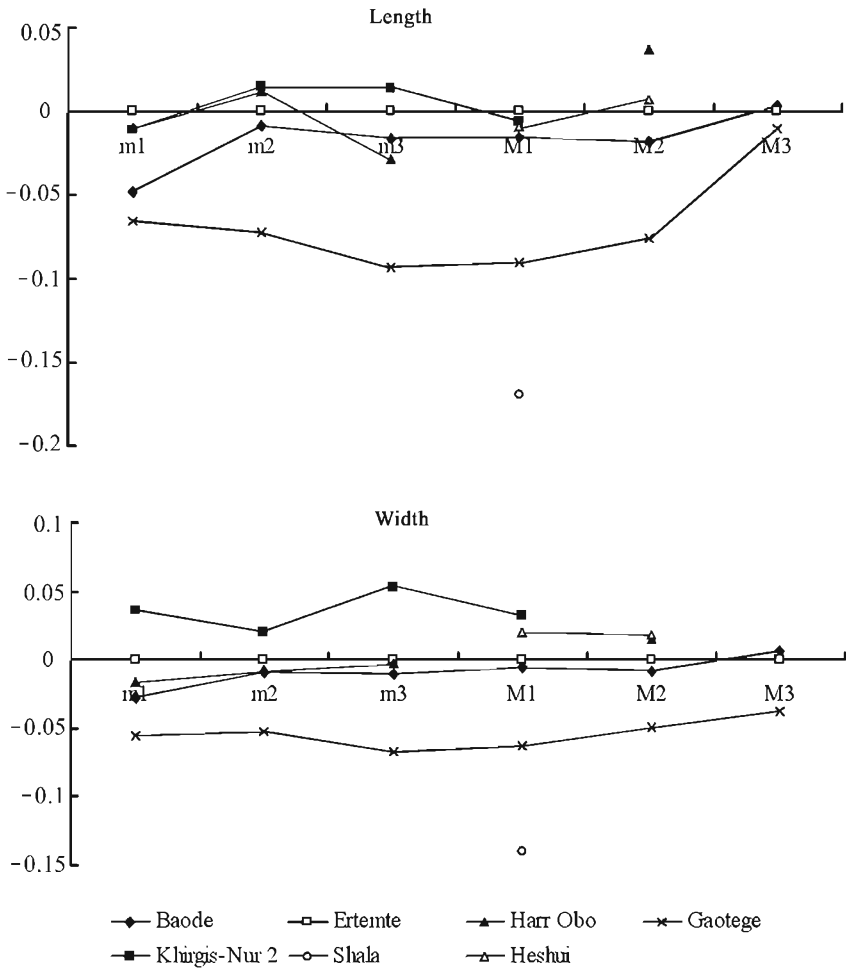 Length
0.05
0
m1 m2 m3 M1 M2 M3
-0.05
-0.1
-0.15
-0.2
Width
0.1
0.05
0
m1 m2 m3 M1 M2 M3
-0.05
-0.1
-0.15
Baode Ertemte Harr Obo Gaotege
Khirgis-Nur 2 Shala Heshui